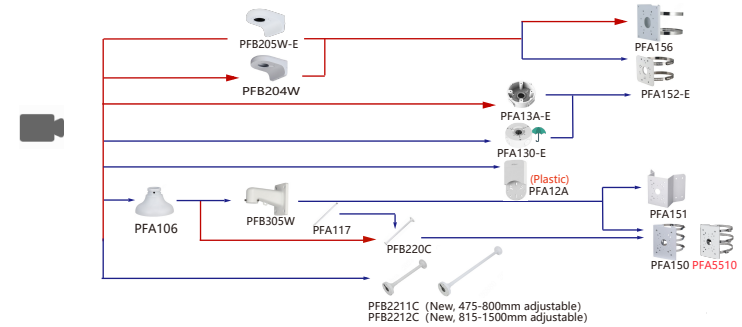 PFB205W-E
PFA156
PFB204W
PFA152-E
PFA13A-E
PFA130-E
(Plastic)
PFA12A
PFA106
PFB305W
PFA117
PFB220C
PFA151
PFA150 PFA5510
PFB2211C (New, 475-800mm adjustable)
PFB2212C (New, 815-1500mm adjustable)